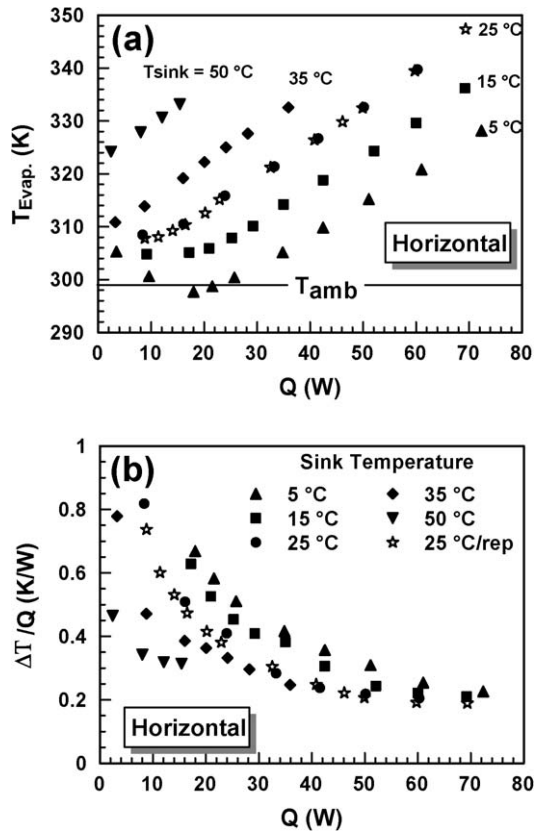 (a)
Tsink = 50 °C
35 °C
25 °C
15 °C
5 °C
Horizontal
Tamb
350
340
330
320
310
300
290
T Evap. (K)
0 10 20 30 40 50 60 70 80
Q (W)
(b)
Sink Temperature
5 °C 35 °C
15 °C 50 °C
25 °C 25 °C/rep
Horizontal
1
0.8
0.6
0.4
0.2
0
ΔT/Q (K/W)
0 10 20 30 40 50 60 70 80
Q (W)